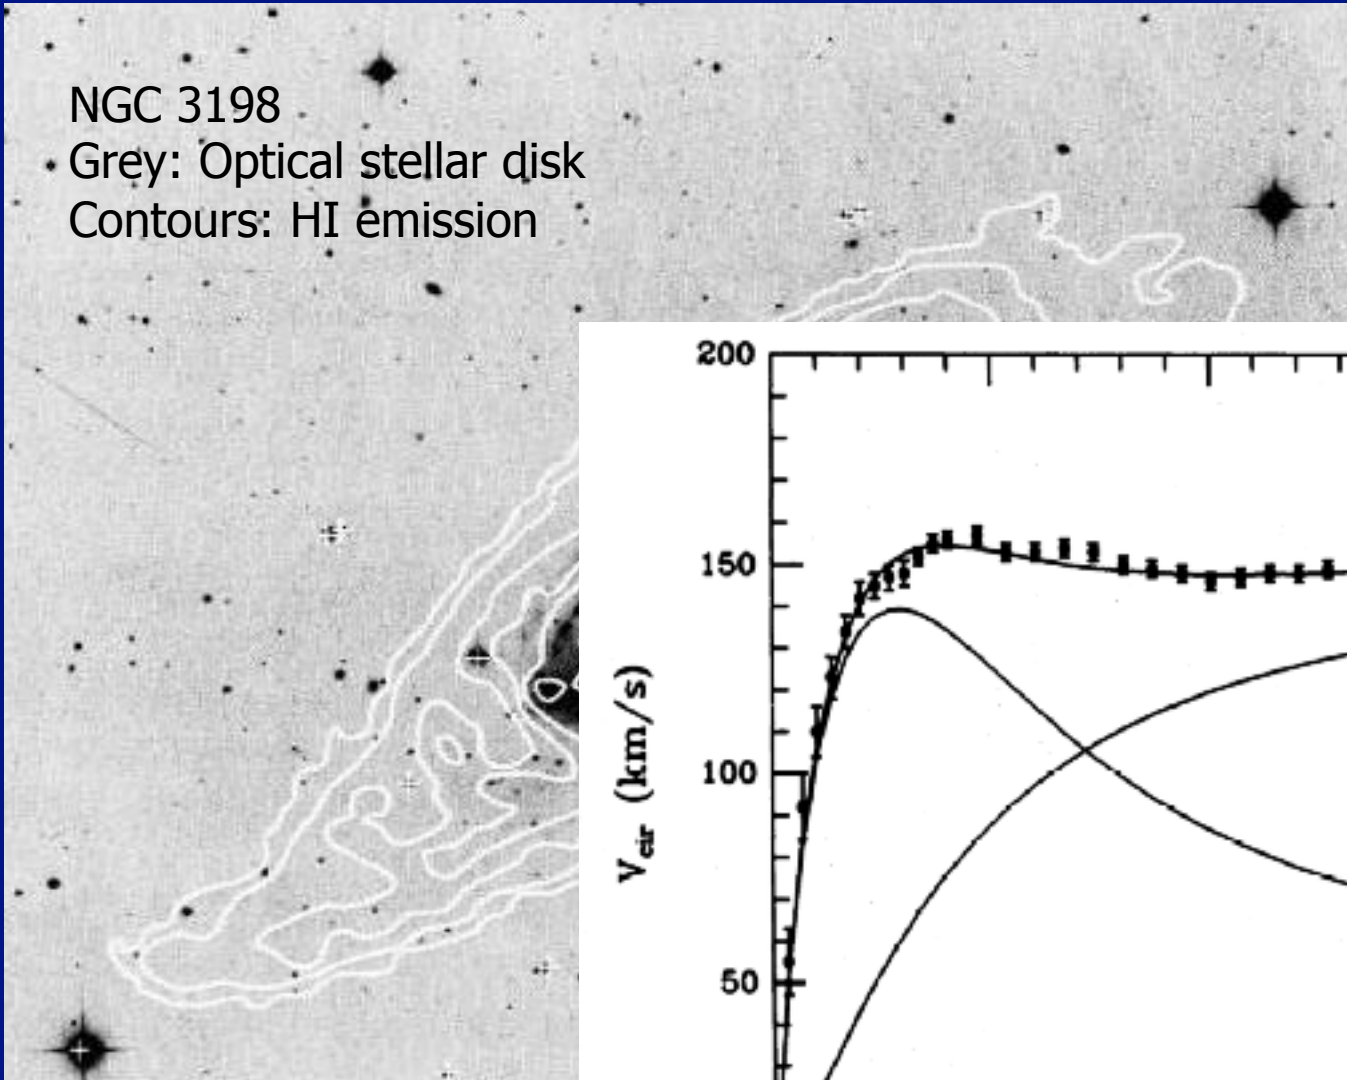 NGC 3198
Grey: Optical stellar disk
Contours: HI emission
200
150
100
50
V_cir (km/s)